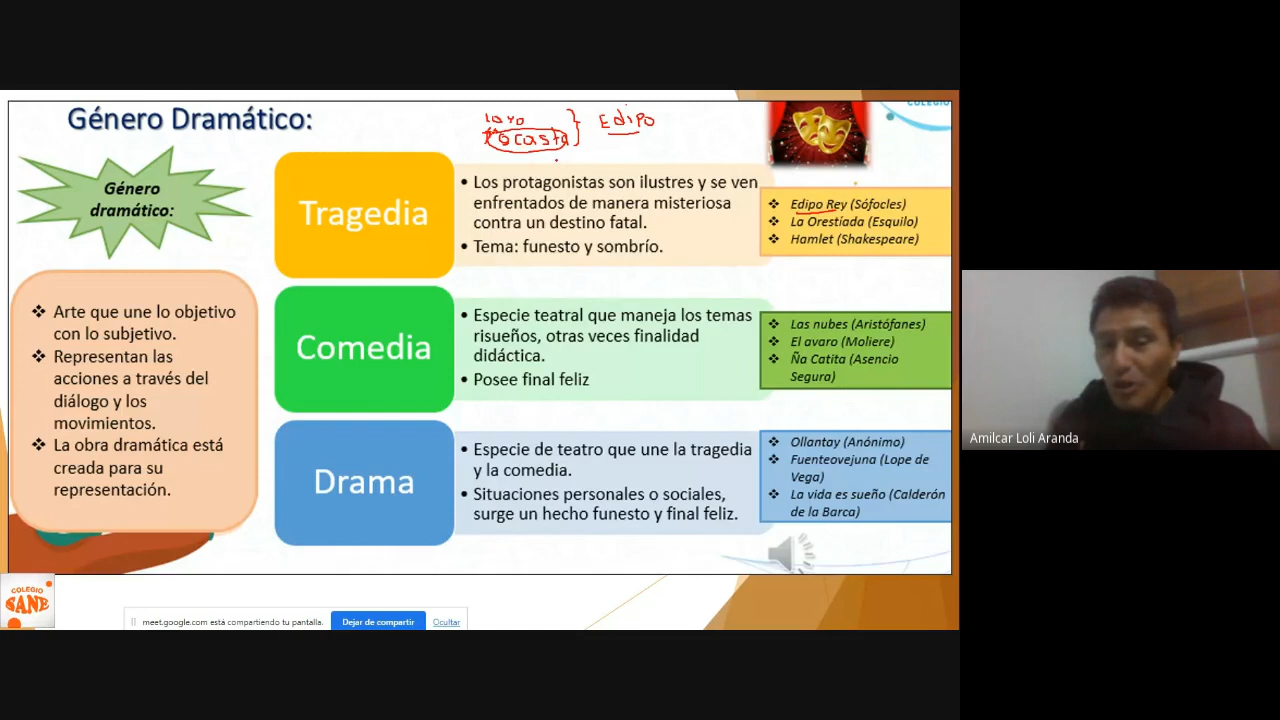 COLEGIO
Género Dramático:
Layo
Yocasta
Edipo
Género
dramático:
❖ Arte que une lo objetivo
con lo subjetivo.
❖ Representan las
acciones a través del
diálogo y los
movimientos.
❖ La obra dramática está
creada para su
representación.
Tragedia
• Los protagonistas son ilustres y se ven
enfrentados de manera misteriosa
contra un destino fatal.
• Tema: funesto y sombrío.
❖ Edipo Rey (Sófocles)
❖ La Orestíada (Esquilo)
❖ Hamlet (Shakespeare)
Comedia
• Especie teatral que maneja los temas
risueños, otras veces finalidad
didáctica.
• Posee final feliz
❖ Las nubes (Aristófanes)
❖ El avaro (Moliere)
❖ Ña Catita (Asencio
Segura)
Drama
• Especie de teatro que une la tragedia
y la comedia.
• Situaciones personales o sociales,
surge un hecho funesto y final feliz.
❖ Ollantay (Anónimo)
❖ Fuenteovejuna (Lope de
Vega)
❖ La vida es sueño (Calderón
de la Barca)
COLEGIO
SANE
meet.google.com está compartiendo tu pantalla.
Dejar de compartir
Ocultar
Amilcar Loli Aranda